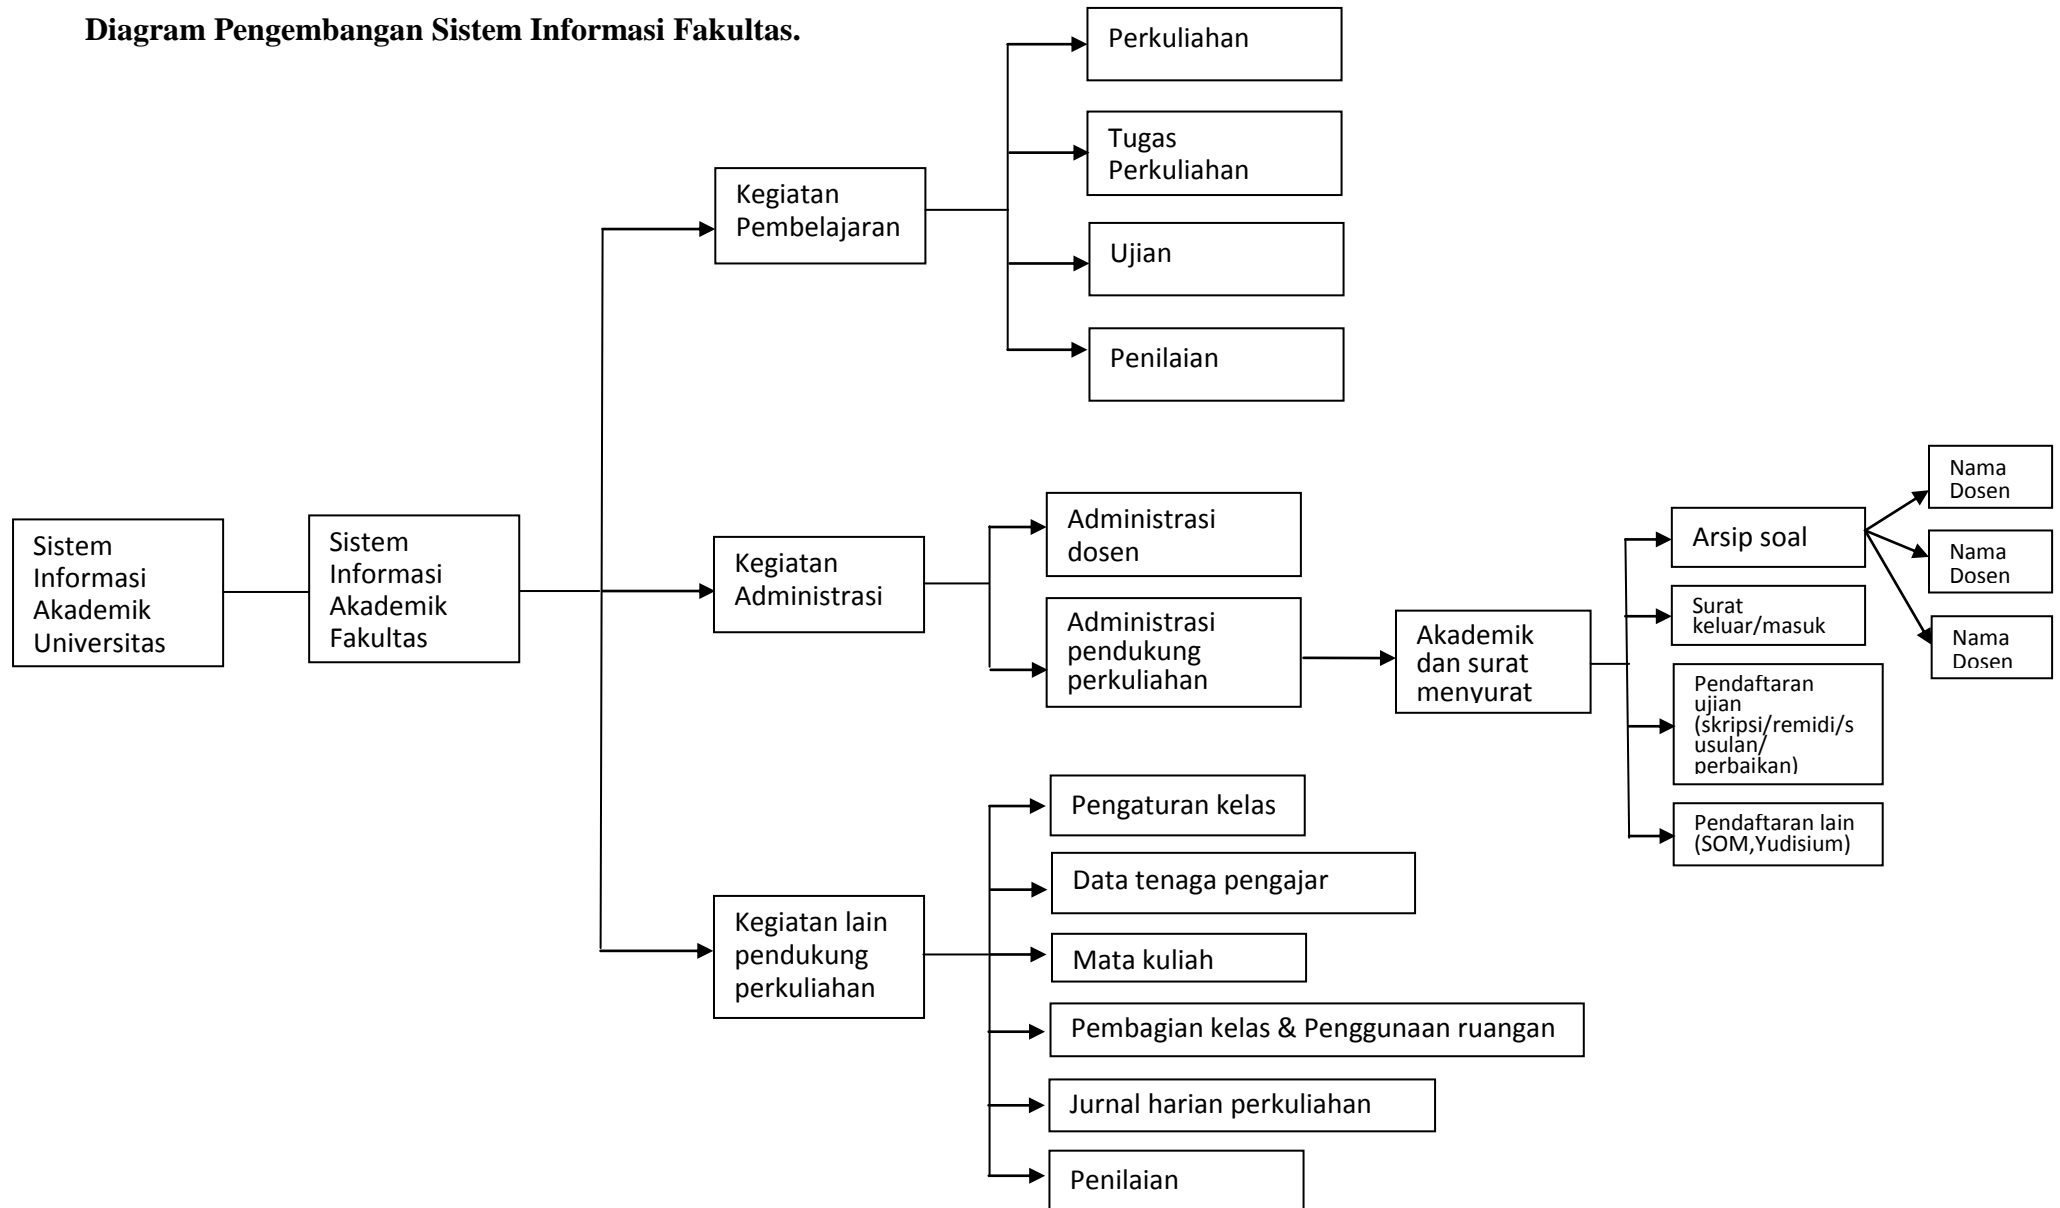 Diagram Pengembangan Sistem Informasi Fakultas.
Perkuliahan
Tugas
Perkuliahan
Kegiatan
Pembelajaran
Ujian
Penilaian
Sistem
Informasi
Akademik
Universitas
Sistem
Informasi
Akademik
Fakultas
Kegiatan
Administrasi
Administrasi
dosen
Administrasi
pendukung
perkuliahan
Akademik
dan surat
menyurat
Arsip soal
Nama
Dosen
Nama
Dosen
Nama
Dosen
Surat
keluar/masuk
Pendaftaran
ujian
(skripsi/remidi/s
usulan/
perbaikan)
Pendaftaran lain
(SOM,Yudisium)
Kegiatan lain
pendukung
perkuliahan
Pengaturan kelas
Data tenaga pengajar
Mata kuliah
Pembagian kelas & Penggunaan ruangan
Jurnal harian perkuliahan
Penilaian